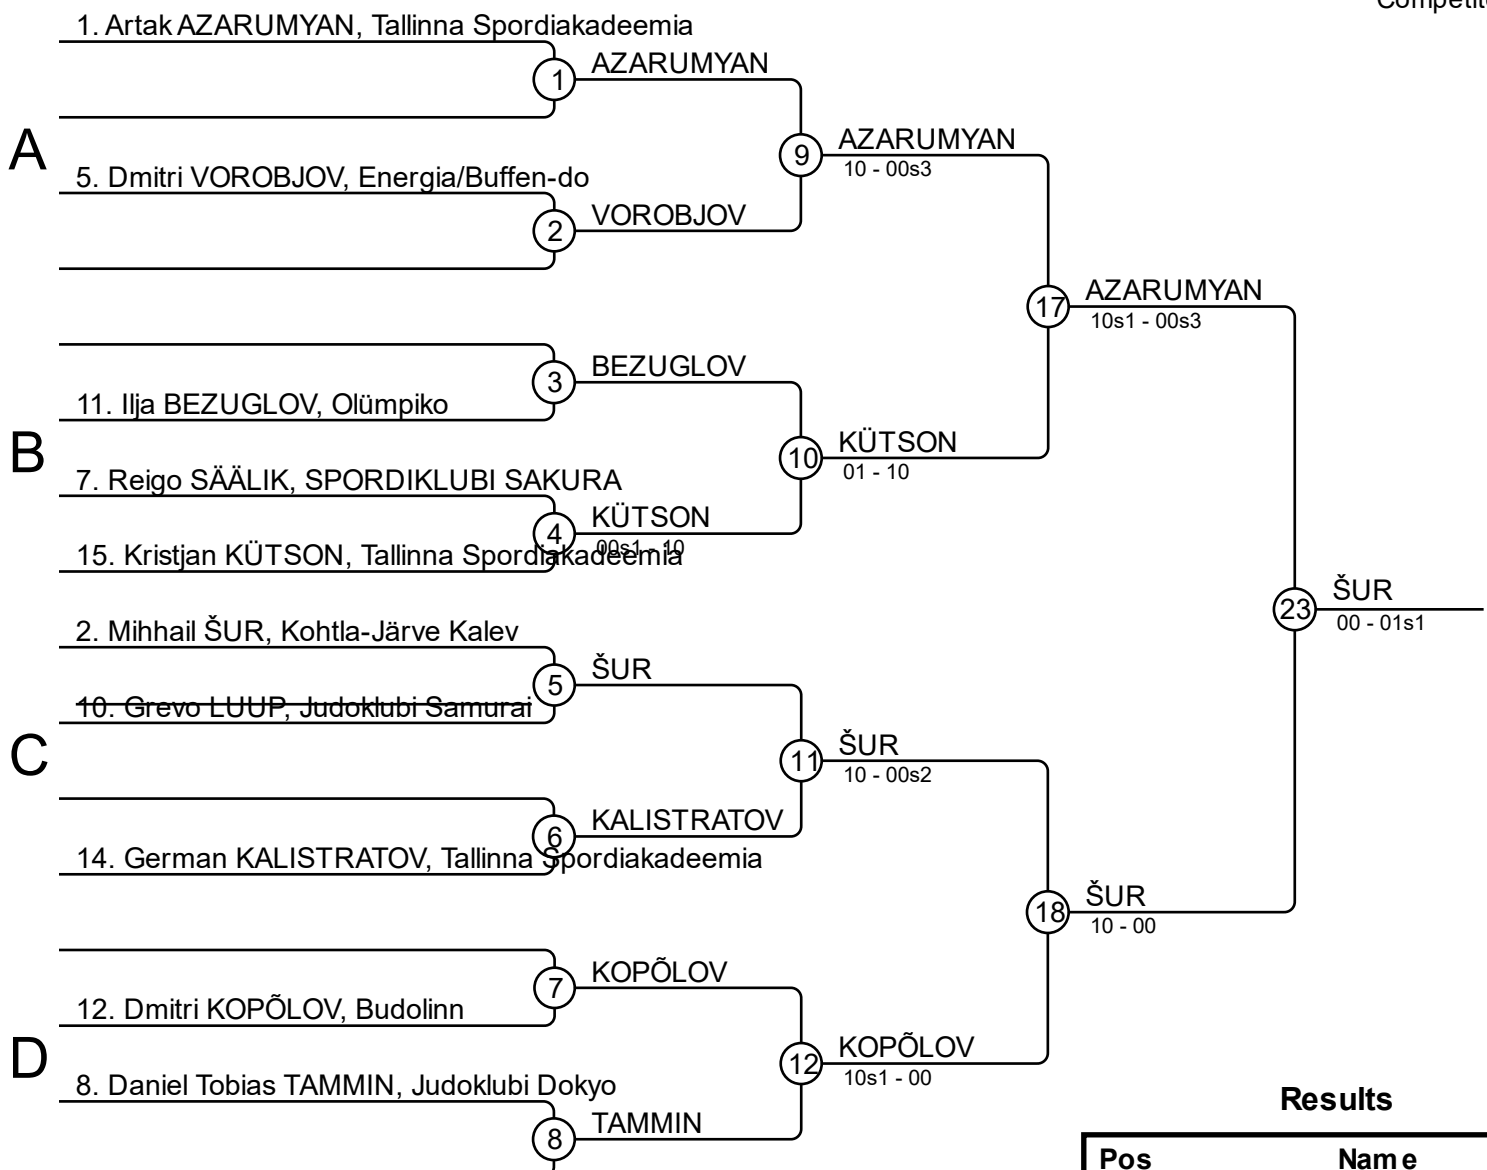 Competit
1. Artak AZARUMYAN, Tallinna Spordiakadeemia
1
AZARUMYAN
A
9
AZARUMYAN
10 - 00s3
5. Dmitri VOROBJOV, Energia/Buffen-do
2
VOROBJOV
17
AZARUMYAN
10s1 - 00s3
3
BEZUGLOV
11. Ilja BEZUGLOV, Olümpiko
B
10
KÜTSON
01 - 10
7. Reigo SÄÄLIK, SPORDIKLUBI SAKURA
4
KÜTSON
00s1 - 10
15. Kristjan KÜTSON, Tallinna Spordiakadeemia
23
ŠUR
00 - 01s1
2. Mihhail ŠUR, Kohtla-Järve Kalev
5
ŠUR
10. Grevo LUUP, Judoklubi Samurai
C
11
ŠUR
10 - 00s2
6
KALISTRATOV
14. German KALISTRATOV, Tallinna Spordiakadeemia
18
ŠUR
10 - 00
7
KOPÕLOV
12. Dmitri KOPÕLOV, Budolinn
D
12
KOPÕLOV
10s1 - 00
8. Daniel Tobias TAMMIN, Judoklubi Dokyo
8
TAMMIN
Results
Pos Name